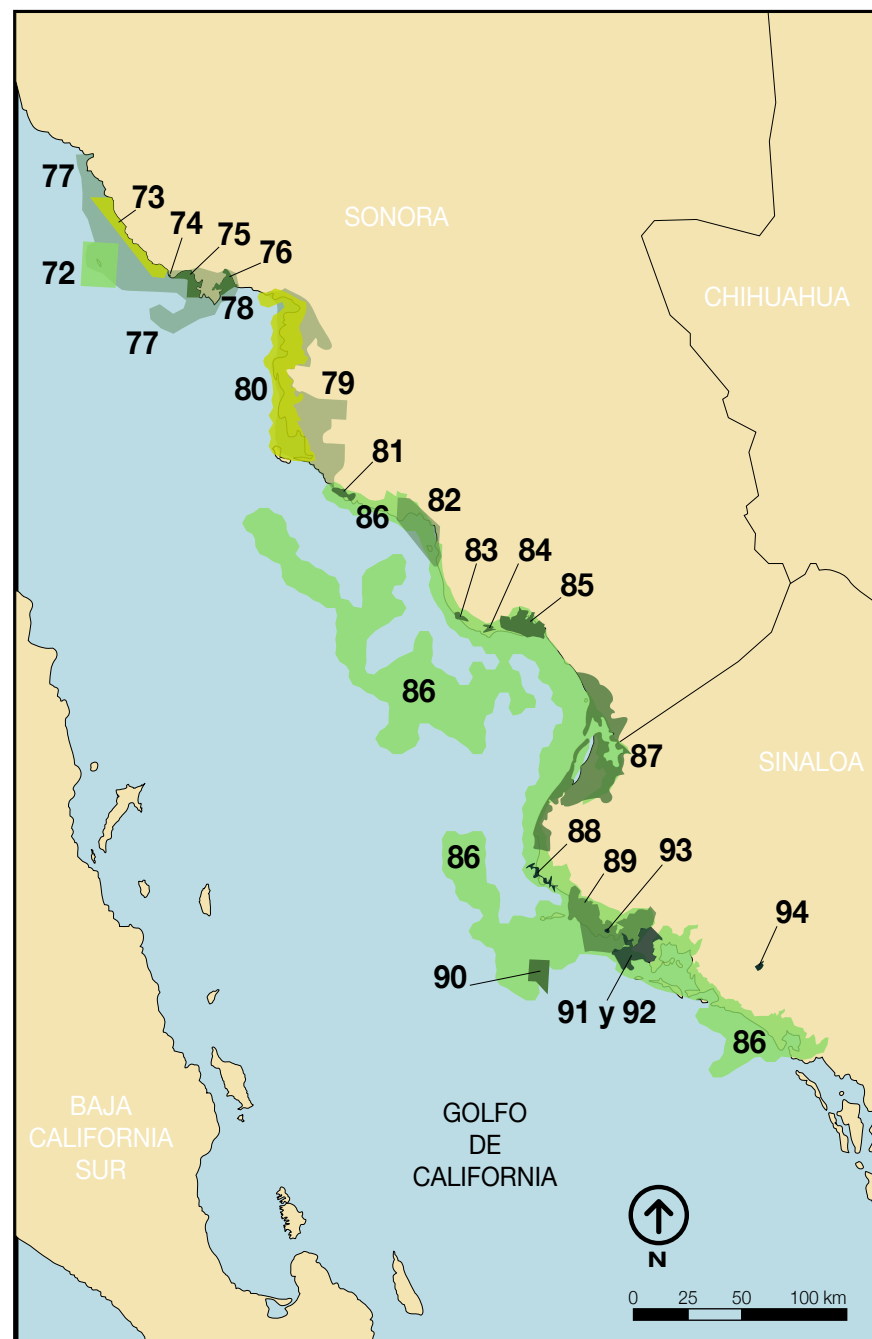 77
73
74
75
76
SONORA
72
78
77
CHIHUAHUA
79
80
81
86
82
83
84
85
86
87
SINALOA
86
88
89
93
94
90
91 y 92
86
BAJA
CALIFORNIA
SUR
GOLFO
DE
CALIFORNIA
N
0 25 50 100 km